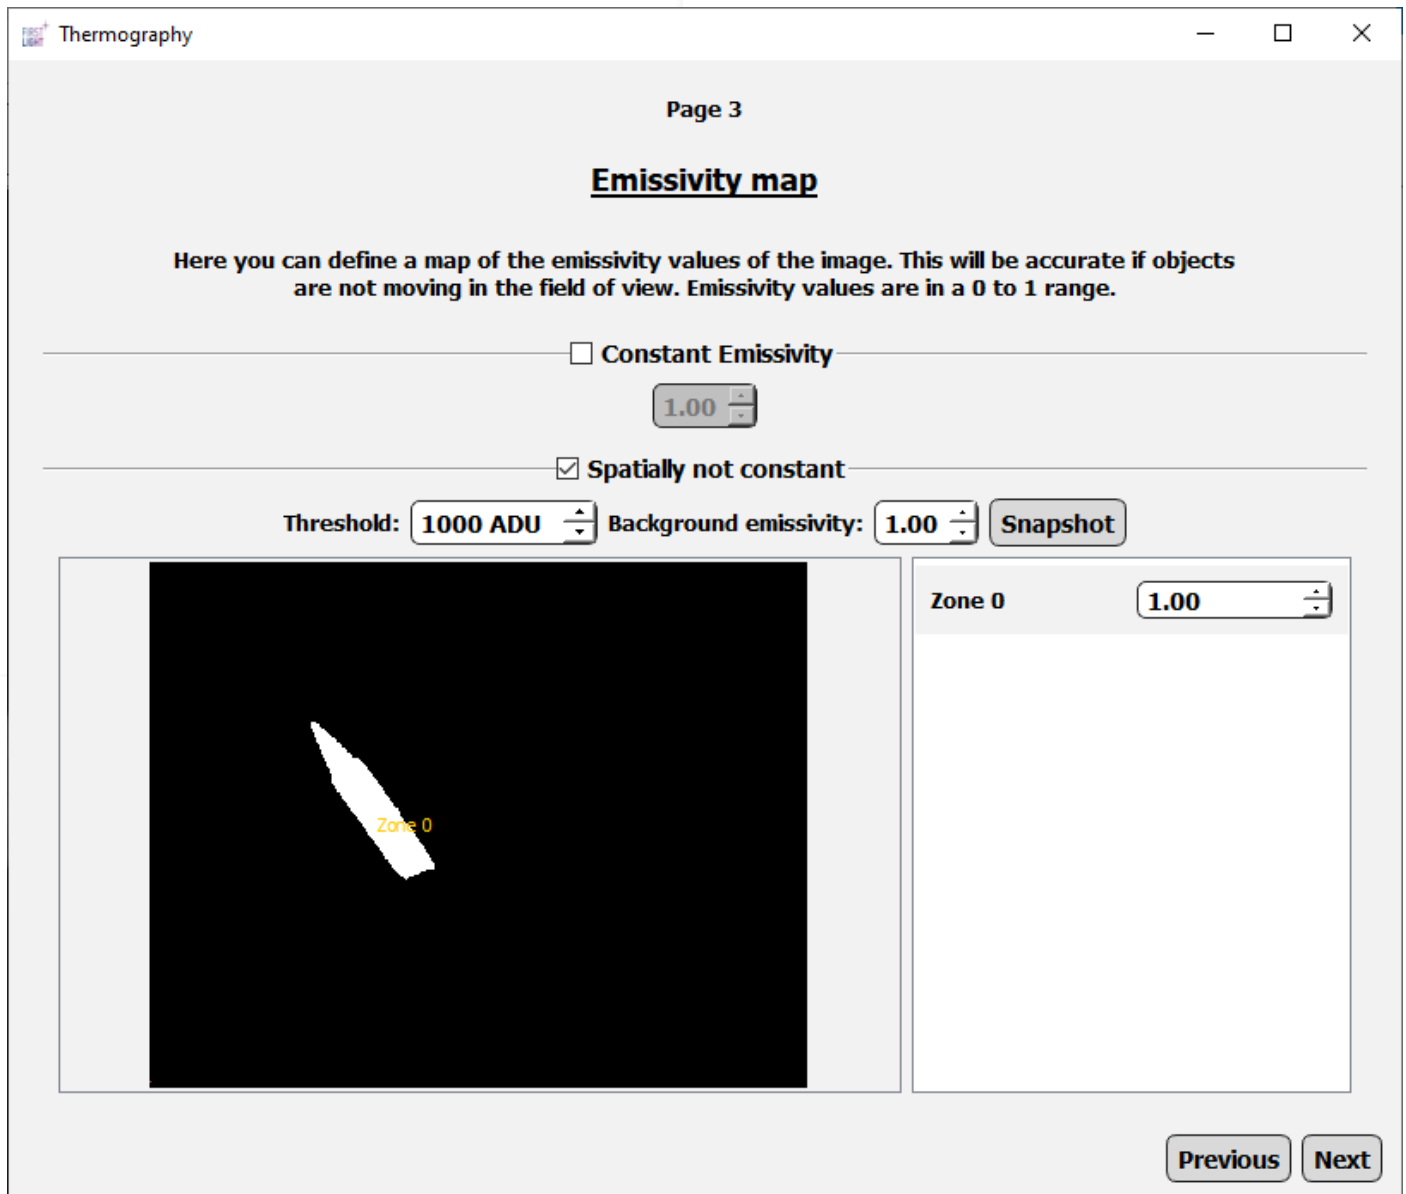 FIRST LIGHT Thermography
Page 3
Emissivity map
Here you can define a map of the emissivity values of the image. This will be accurate if objects
are not moving in the field of view. Emissivity values are in a 0 to 1 range.
Constant Emissivity
1.00
Spatially not constant
Threshold: 1000 ADU Background emissivity: 1.00 Snapshot
Zone 0 1.00
Zone 0
Previous Next